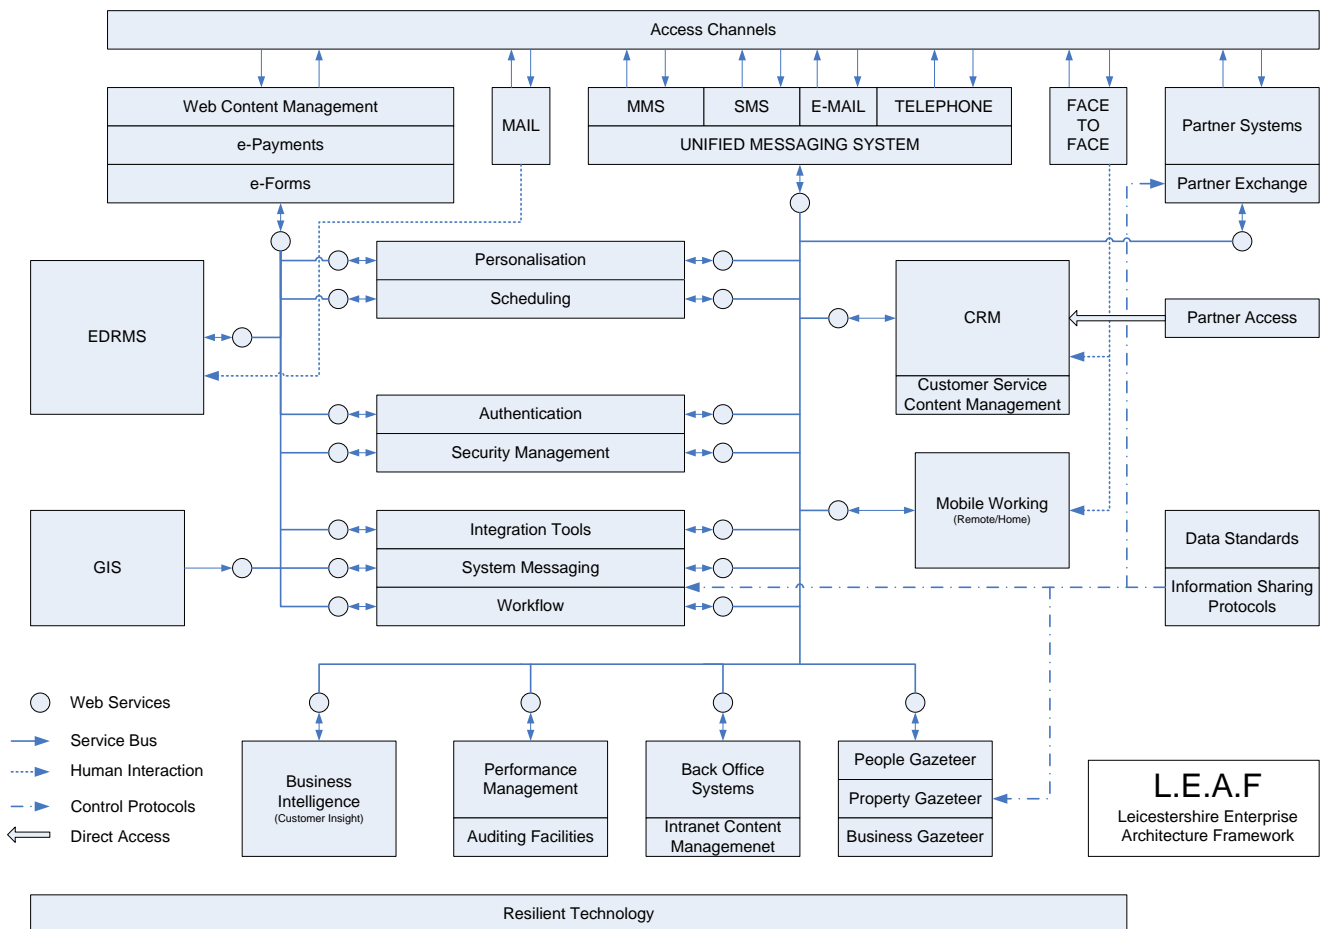 Access Channels
Web Content Management
e-Payments
e-Forms
MAIL
MMS
SMS
E-MAIL
TELEPHONE
UNIFIED MESSAGING SYSTEM
FACE
TO
FACE
Partner Systems
Partner Exchange
Personalisation
Scheduling
EDRMS
CRM
Customer Service
Content Management
Partner Access
Authentication
Security Management
Mobile Working
(Remote/Home)
GIS
Integration Tools
System Messaging
Workflow
Data Standards
Information Sharing
Protocols
Web Services
Service Bus
Human Interaction
Control Protocols
Direct Access
Business
Intelligence
(Customer Insight)
Performance
Management
Auditing Facilities
Back Office
Systems
Intranet Content
Managemenet
People Gazeteer
Property Gazeteer
Business Gazeteer
L.E.A.F
Leicestershire Enterprise
Architecture Framework
Resilient Technology